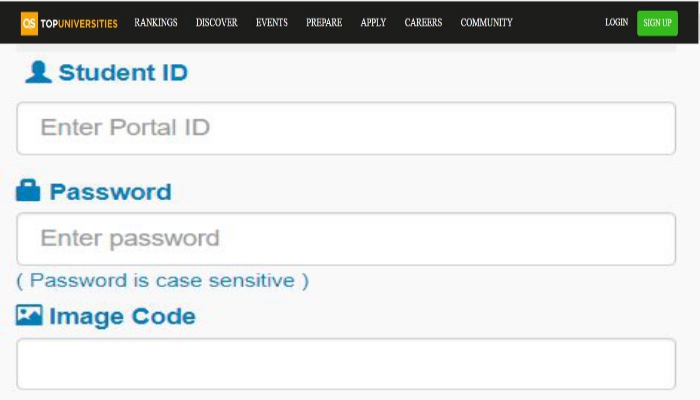 QS TOPUNIVERSITIES RANKINGS DISCOVER EVENTS PREPARE APPLY CAREERS COMMUNITY LOGIN SIGN UP
Student ID
Enter Portal ID
Password
Enter password
( Password is case sensitive )
Image Code